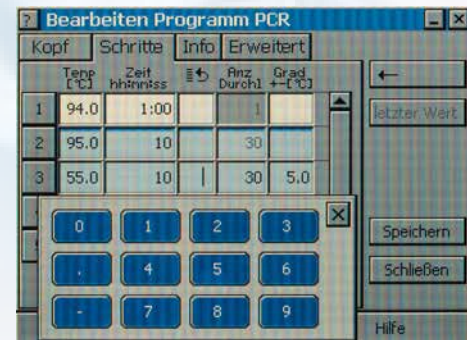 ? Bearbeiten Programm PCR
Kopf Schritte Info Erweitert
Temp [°C] Zeit hh:mm:ss Anz Durchl Grad +-[°C] ←
1 94.0 1:00 1 letzter Wert
2 95.0 10 30
3 55.0 10 30 5.0
0 1 2 3 Speichern
. 4 5 6 Schließen
- 7 8 9
Hilfe